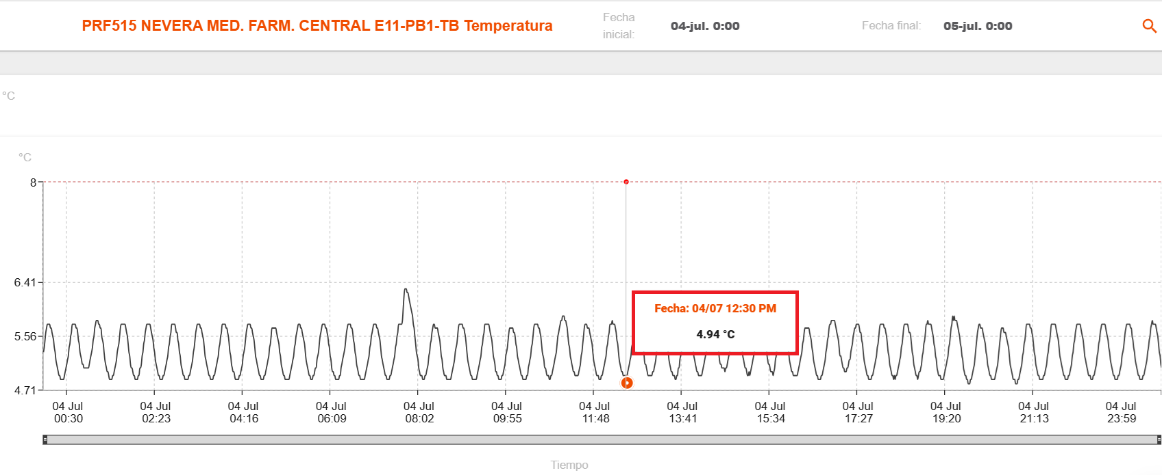 PRF515 NEVERA MED. FARM. CENTRAL E11-PB1-TB Temperatura
Fecha
inicial:
04-jul. 0:00
Fecha final:
05-jul. 0:00
°C
°C
8
6.41
5.56
4.71
Fecha: 04/07 12:30 PM
4.94 °C
04 Jul
00:30
04 Jul
02:23
04 Jul
04:16
04 Jul
06:09
04 Jul
08:02
04 Jul
09:55
04 Jul
11:48
04 Jul
13:41
04 Jul
15:34
04 Jul
17:27
04 Jul
19:20
04 Jul
21:13
04 Jul
23:59
Tiempo